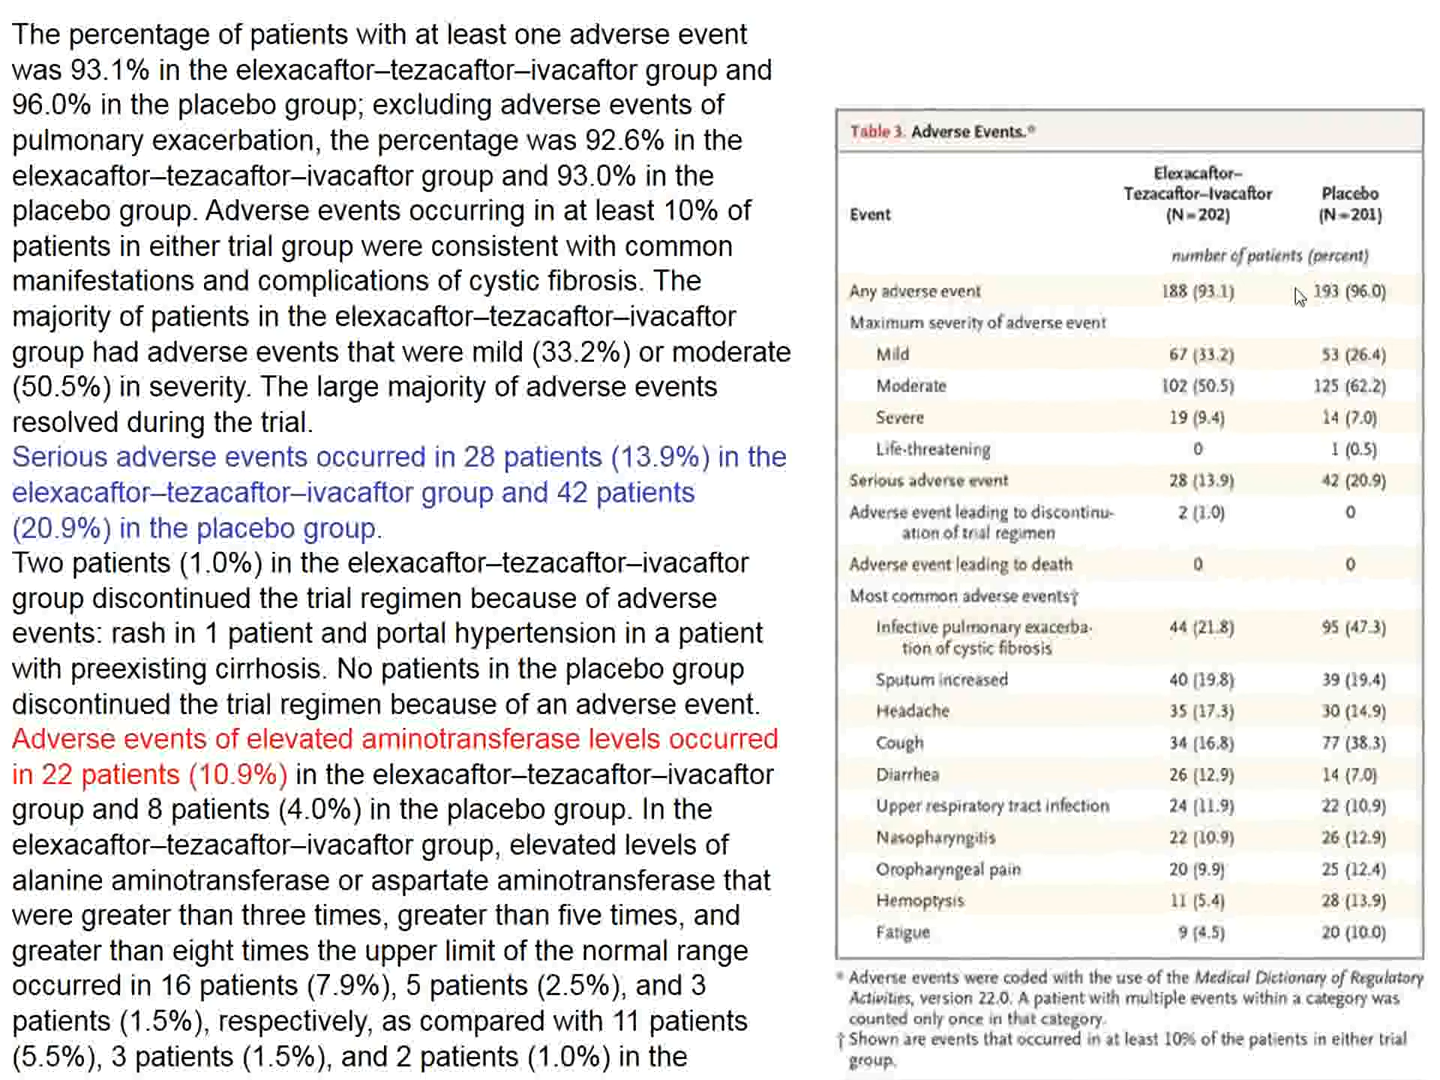 The percentage of patients with at least one adverse event
was 93.1% in the elexacaftor–tezacaftor–ivacaftor group and
96.0% in the placebo group; excluding adverse events of
pulmonary exacerbation, the percentage was 92.6% in the
elexacaftor–tezacaftor–ivacaftor group and 93.0% in the
placebo group. Adverse events occurring in at least 10% of
patients in either trial group were consistent with common
manifestations and complications of cystic fibrosis. The
majority of patients in the elexacaftor–tezacaftor–ivacaftor
group had adverse events that were mild (33.2%) or moderate
(50.5%) in severity. The large majority of adverse events
resolved during the trial.
Serious adverse events occurred in 28 patients (13.9%) in the
elexacaftor–tezacaftor–ivacaftor group and 42 patients
(20.9%) in the placebo group.
Two patients (1.0%) in the elexacaftor–tezacaftor–ivacaftor
group discontinued the trial regimen because of adverse
events: rash in 1 patient and portal hypertension in a patient
with preexisting cirrhosis. No patients in the placebo group
discontinued the trial regimen because of an adverse event.
Adverse events of elevated aminotransferase levels occurred
in 22 patients (10.9%) in the elexacaftor–tezacaftor–ivacaftor
group and 8 patients (4.0%) in the placebo group. In the
elexacaftor–tezacaftor–ivacaftor group, elevated levels of
alanine aminotransferase or aspartate aminotransferase that
were greater than three times, greater than five times, and
greater than eight times the upper limit of the normal range
occurred in 16 patients (7.9%), 5 patients (2.5%), and 3
patients (1.5%), respectively, as compared with 11 patients
(5.5%), 3 patients (1.5%), and 2 patients (1.0%) in the
Table 3. Adverse Events.*
Event
Elexacaftor–
Tezacaftor–Ivacaftor
(N=202)
Placebo
(N=201)
number of patients (percent)
Any adverse event 188 (93.1) 193 (96.0)
Maximum severity of adverse event
Mild 67 (33.2) 53 (26.4)
Moderate 102 (50.5) 125 (62.2)
Severe 19 (9.4) 14 (7.0)
Life-threatening 0 1 (0.5)
Serious adverse event 28 (13.9) 42 (20.9)
Adverse event leading to discontinu- 2 (1.0) 0
ation of trial regimen
Adverse event leading to death 0 0
Most common adverse events†
Infective pulmonary exacerba- 44 (21.8) 95 (47.3)
tion of cystic fibrosis
Sputum increased 40 (19.8) 39 (19.4)
Headache 35 (17.3) 30 (14.9)
Cough 34 (16.8) 77 (38.3)
Diarrhea 26 (12.9) 14 (7.0)
Upper respiratory tract infection 24 (11.9) 22 (10.9)
Nasopharyngitis 22 (10.9) 26 (12.9)
Oropharyngeal pain 20 (9.9) 25 (12.4)
Hemoptysis 11 (5.4) 28 (13.9)
Fatigue 9 (4.5) 20 (10.0)
* Adverse events were coded with the use of the Medical Dictionary of Regulatory
Activities, version 22.0. A patient with multiple events within a category was
counted only once in that category.
† Shown are events that occurred in at least 10% of the patients in either trial
group.